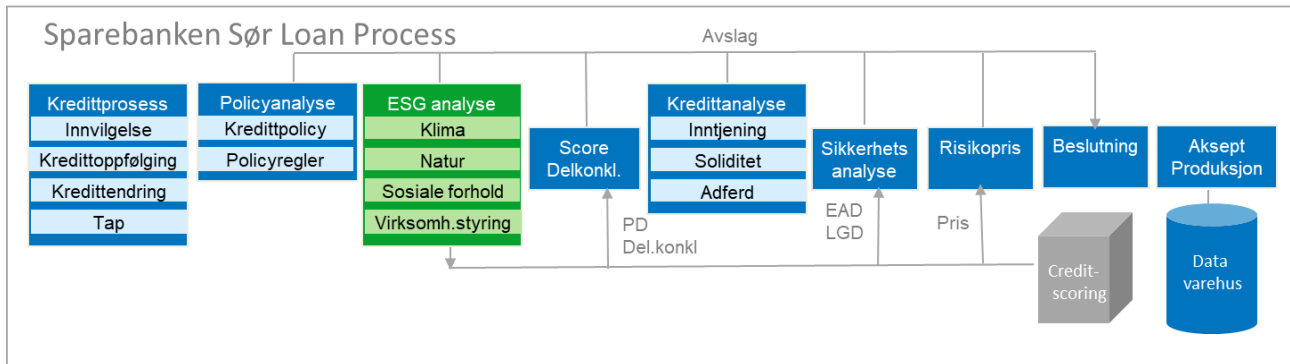 Sparebanken Sør Loan Process
Avslag
Kredittprosess
Innvilgelse
Kredittoppfølging
Kredittendring
Tap
Policyanalyse
Kredittpolicy
Policyregler
ESG analyse
Klima
Natur
Sosiale forhold
Virksomh.styring
Score
Delkonkl.
PD
Del.konkl
Kredittanalyse
Inntjening
Soliditet
Adferd
Sikkerhets
analyse
EAD
LGD
Risikopris
Pris
Beslutning
Aksept
Produksjon
Credit-
scoring
Data
varehus